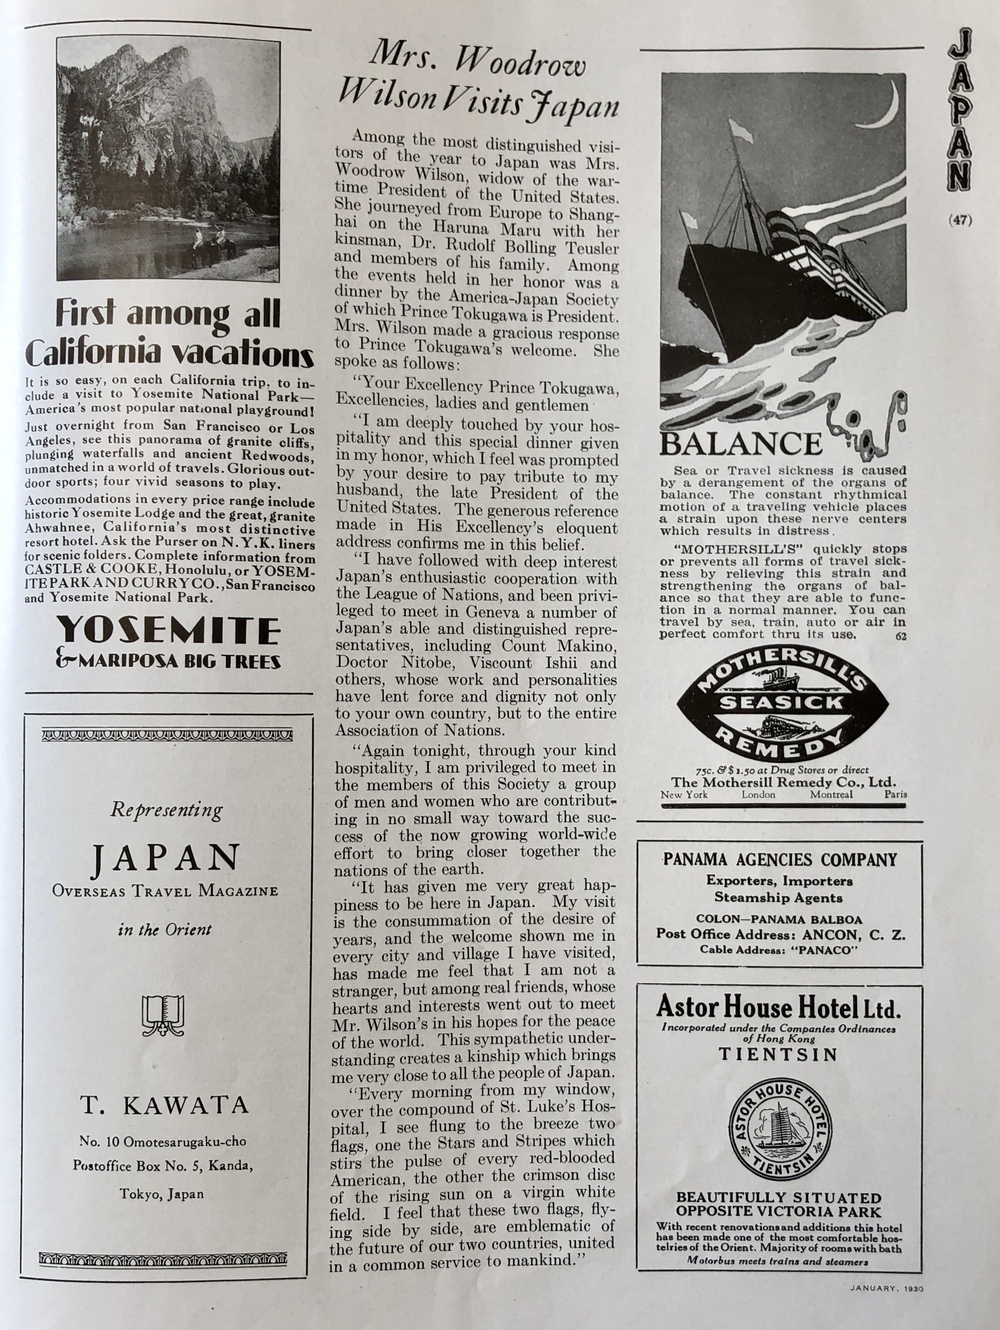 First among all
California vacations
It is so easy, on each California trip, to in-
clude a visit to Yosemite National Park—
America's most popular national playground!
Just overnight from San Francisco or Los
Angeles, see this panorama of granite cliffs,
plunging waterfalls and ancient Redwoods,
unmatched in a world of travels. Glorious out-
door sports; four vivid seasons to play.
Accommodations in every price range include
historic Yosemite Lodge and the great, granite
Ahwahnee, California's most distinctive
resort hotel. Ask the Purser on N.Y.K. liners
for scenic folders. Complete information from
CASTLE & COOKE, Honolulu, or YOSEM-
ITE PARK AND CURRY CO., San Francisco
and Yosemite National Park.
YOSEMITE
& MARIPOSA BIG TREES
Representing
JAPAN
OVERSEAS TRAVEL MAGAZINE
in the Orient
T. KAWATA
No. 10 Omotesarugaku-cho
Postoffice Box No. 5, Kanda,
Tokyo, Japan
Mrs. Woodrow
Wilson Visits Japan
Among the most distinguished visi-
tors of the year to Japan was Mrs.
Woodrow Wilson, widow of the war-
time President of the United States.
She journeyed from Europe to Shang-
hai on the Haruna Maru with her
kinsman, Dr. Rudolf Bolling Teusler
and members of his family. Among
the events held in her honor was a
dinner by the America-Japan Society
of which Prince Tokugawa is President.
Mrs. Wilson made a gracious response
to Prince Tokugawa's welcome. She
spoke as follows:
"Your Excellency Prince Tokugawa,
Excellencies, ladies and gentlemen
"I am deeply touched by your hos-
pitality and this special dinner given
in my honor, which I feel was prompted
by your desire to pay tribute to my
husband, the late President of the
United States. The generous reference
made in His Excellency's eloquent
address confirms me in this belief.
"I have followed with deep interest
Japan's enthusiastic cooperation with
the League of Nations, and been privi-
leged to meet in Geneva a number of
Japan's able and distinguished repre-
sentatives, including Count Makino,
Doctor Nitobe, Viscount Ishii and
others, whose work and personalities
have lent force and dignity not only
to your own country, but to the entire
Association of Nations.
"Again tonight, through your kind
hospitality, I am privileged to meet in
the members of this Society a group
of men and women who are contribut-
ing in no small way toward the suc-
cess of the now growing world-wide
effort to bring closer together the
nations of the earth.
"It has given me very great hap-
piness to be here in Japan. My visit
is the consummation of the desire of
years, and the welcome shown me in
every city and village I have visited,
has made me feel that I am not a
stranger, but among real friends, whose
hearts and interests went out to meet
Mr. Wilson's in his hopes for the peace
of the world. This sympathetic under-
standing creates a kinship which brings
me very close to all the people of Japan.
"Every morning from my window,
over the compound of St. Luke's Hos-
pital, I see flung to the breeze two
flags, one the Stars and Stripes which
stirs the pulse of every red-blooded
American, the other the crimson disc
of the rising sun on a virgin white
field. I feel that these two flags, fly-
ing side by side, are emblematic of
the future of our two countries, united
in a common service to mankind."
JAPAN
(47)
BALANCE
Sea or Travel sickness is caused
by a derangement of the organs of
balance. The constant rhythmical
motion of a traveling vehicle places
a strain upon these nerve centers
which results in distress.
"MOTHERSILL'S" quickly stops
or prevents all forms of travel sick-
ness by relieving this strain and
strengthening the organs of bal-
ance so that they are able to func-
tion in a normal manner. You can
travel by sea, train, auto or air in
perfect comfort thru its use. 62
MOTHERSILL'S
SEASICK
REMEDY
75c. & $1.50 at Drug Stores or direct
The Mothersill Remedy Co., Ltd.
New York London Montreal Paris
PANAMA AGENCIES COMPANY
Exporters, Importers
Steamship Agents
COLON—PANAMA BALBOA
Post Office Address: ANCON, C. Z.
Cable Address: "PANACO"
Astor House Hotel Ltd.
Incorporated under the Companies Ordinances
of Hong Kong
TIENTSIN
ASTOR HOUSE HOTEL
TIENTSIN
BEAUTIFULLY SITUATED
OPPOSITE VICTORIA PARK
With recent renovations and additions this hotel
has been made one of the most comfortable hos-
telries of the Orient. Majority of rooms with bath
Motorbus meets trains and steamers
JANUARY, 1930